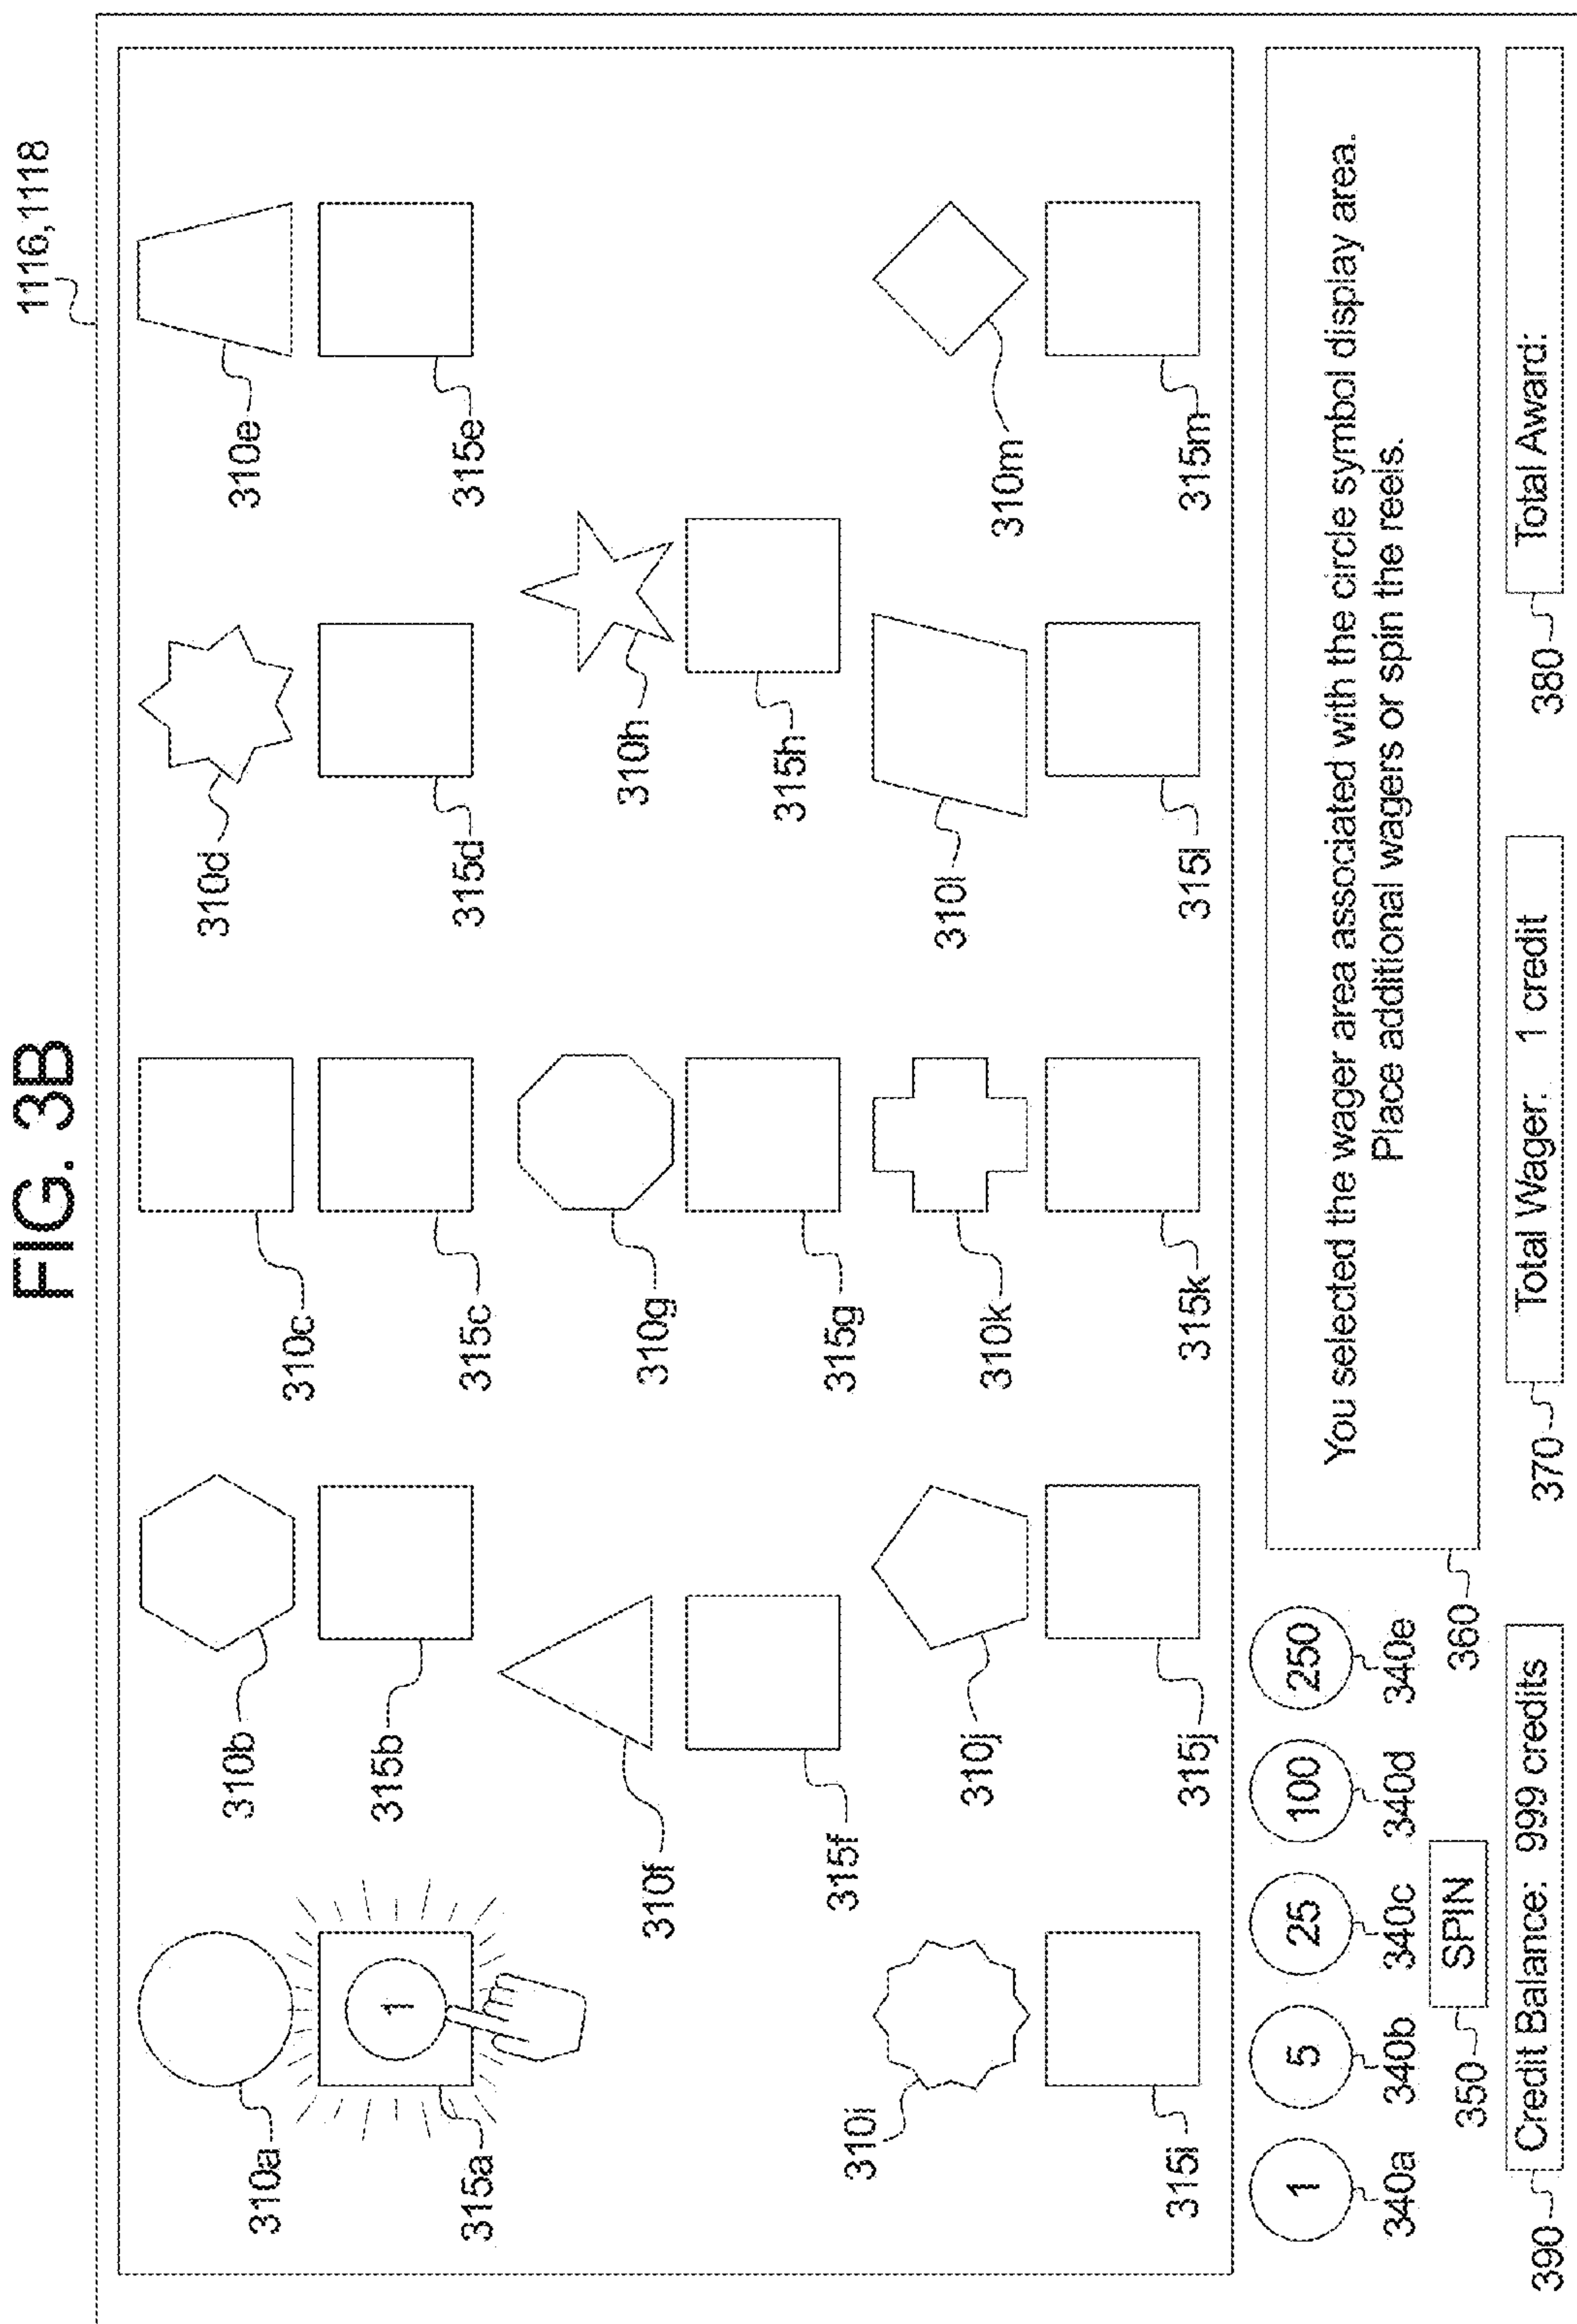 FIG. 3B
1116,1118
310a
310b
310c
310d
310e
1
315a
315b
315c
315d
315e
310f
310g
310h
315f
315g
315h
310i
310j
310k
310l
310m
315i
315j
315k
315l
315m
1 5 25 100 250
340a 340b 340c 340d 340e
You selected the wager area associated with the circle symbol display area.
Place additional wagers or spin the reels.
360
350
SPIN
390
Credit Balance: 999 credits
370
Total Wager: 1 credit
380
Total Award: